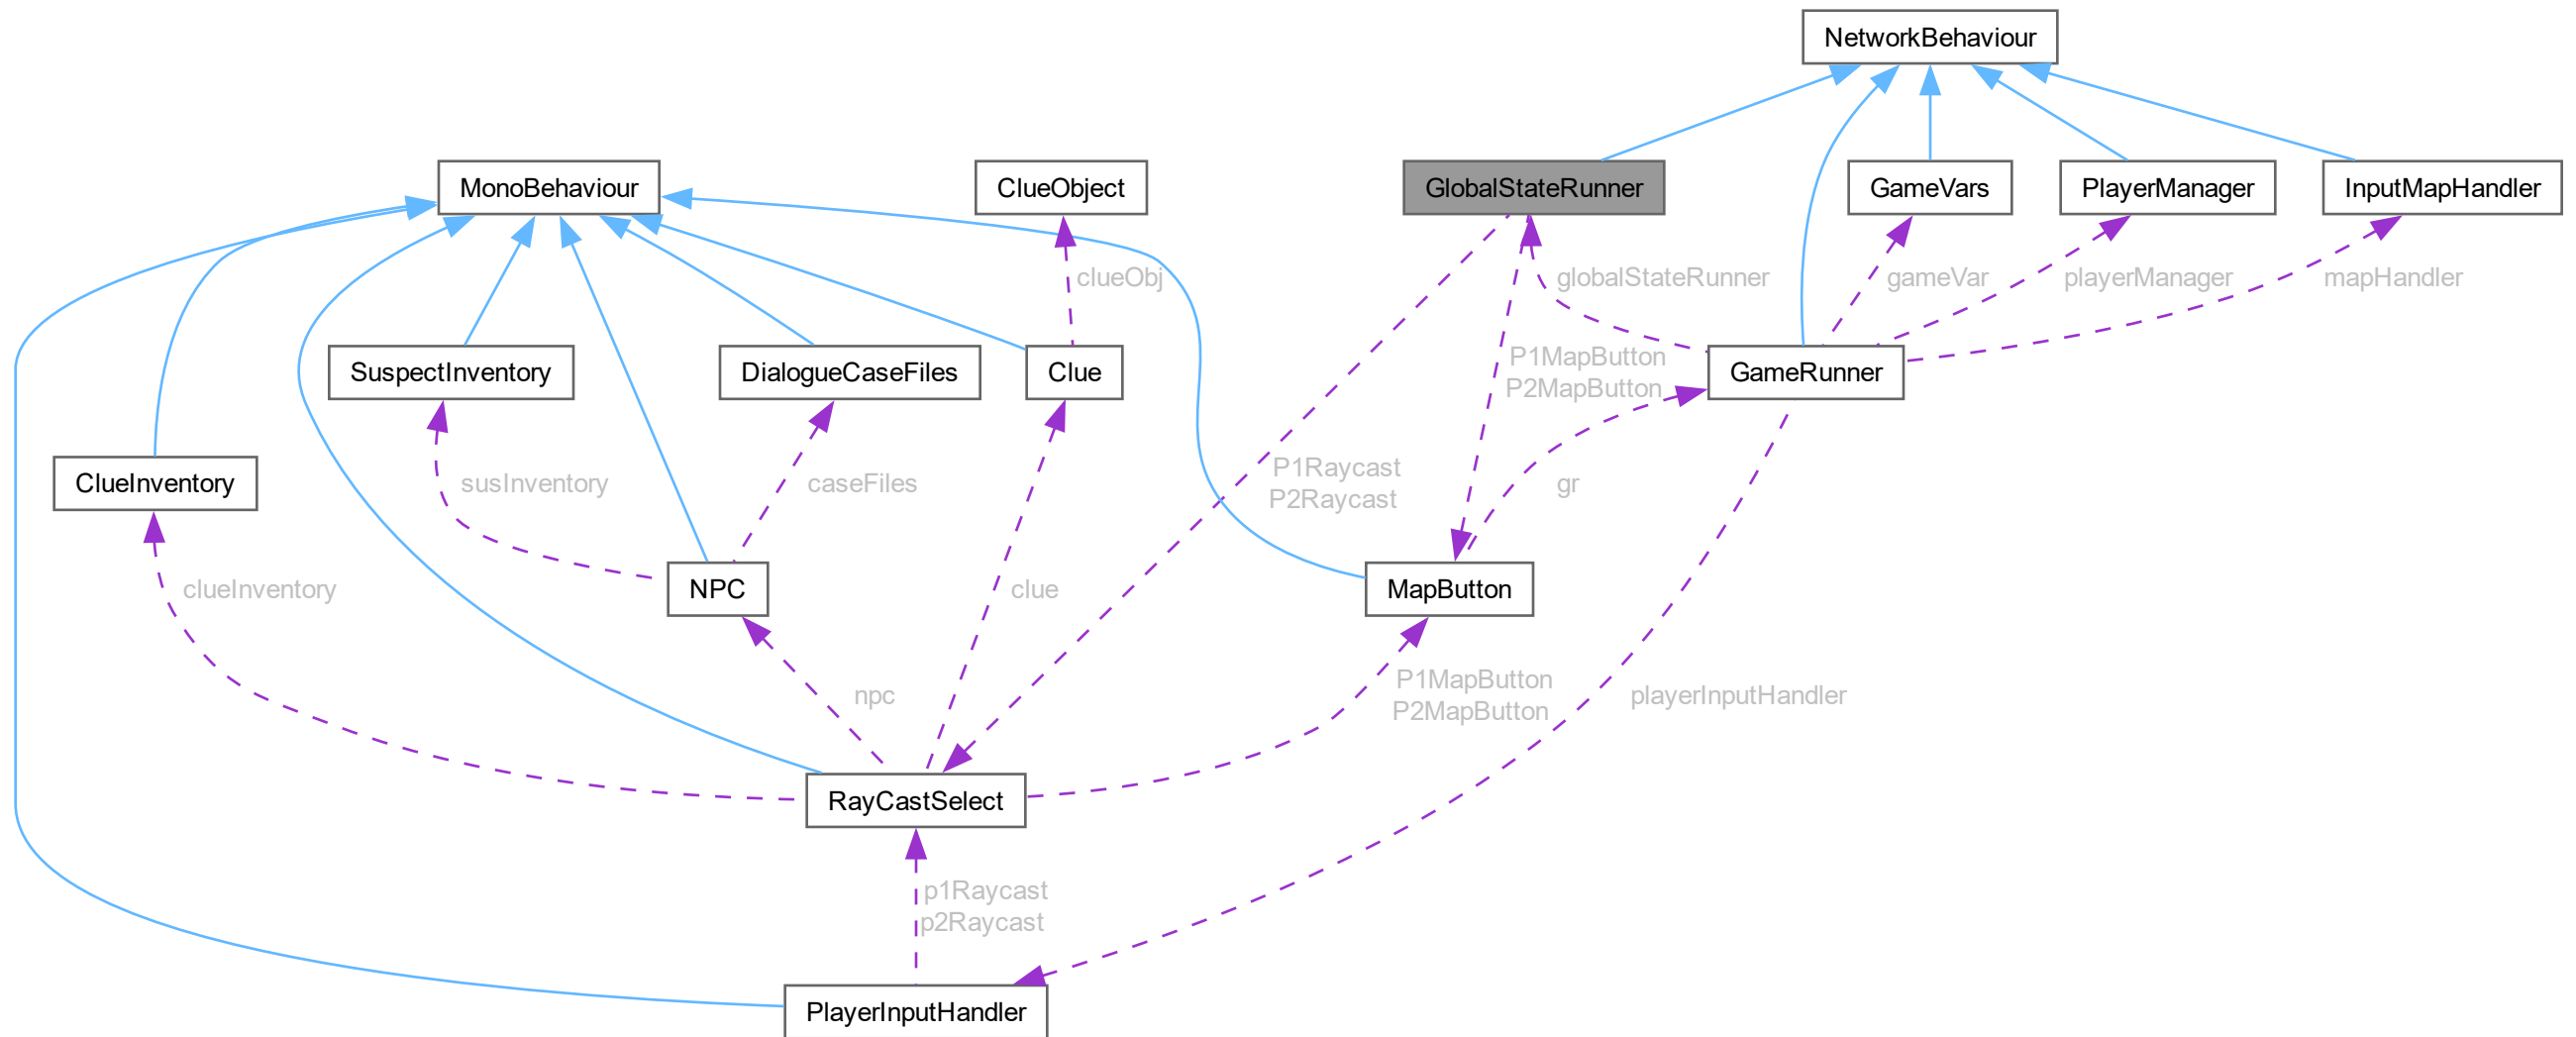 NetworkBehaviour
MonoBehaviour
ClueObject
GlobalStateRunner
GameVars
PlayerManager
InputMapHandler
clueObj
globalStateRunner
gameVar
playerManager
mapHandler
SuspectInventory
DialogueCaseFiles
Clue
P1MapButton
P2MapButton
GameRunner
ClueInventory
susInventory
caseFiles
P1Raycast
P2Raycast
gr
clueInventory
NPC
clue
MapButton
npc
P1MapButton
P2MapButton
playerInputHandler
RayCastSelect
p1Raycast
p2Raycast
PlayerInputHandler